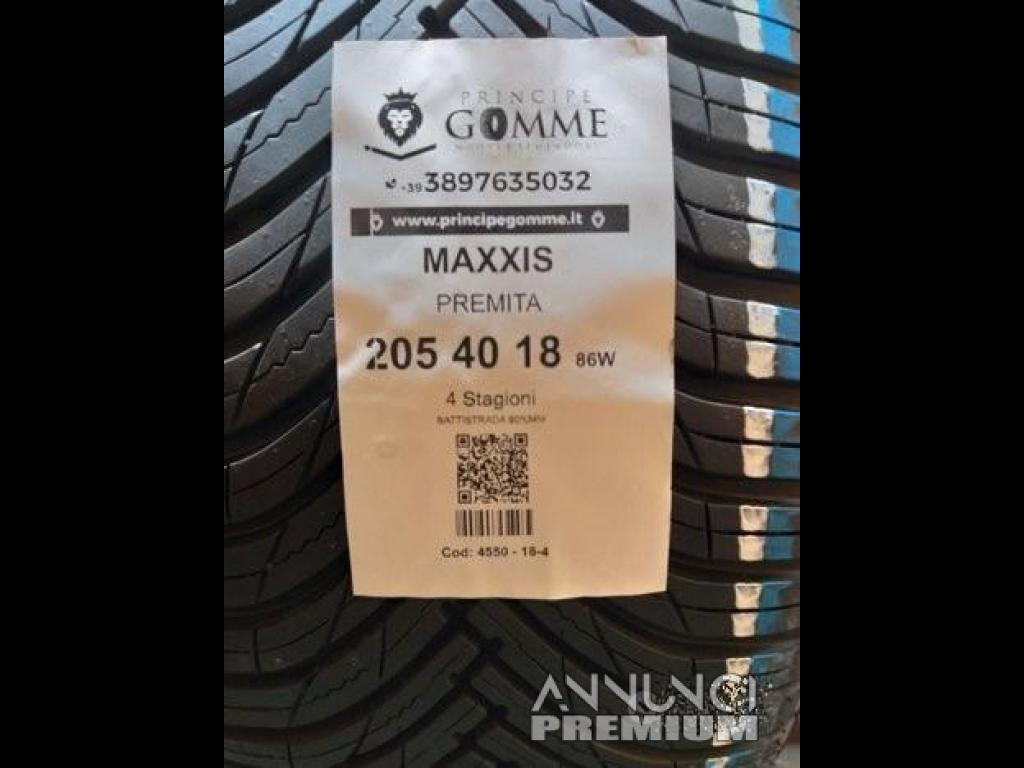 PRINCIPE
GOMME
+39 3897635032
www.principegomme.it
MAXXIS
PREMITA
205 40 18 86W
4 Stagioni
BATTISTRADA
Cod: 4550 - 18-4
ANNUNCI
PREMIUM